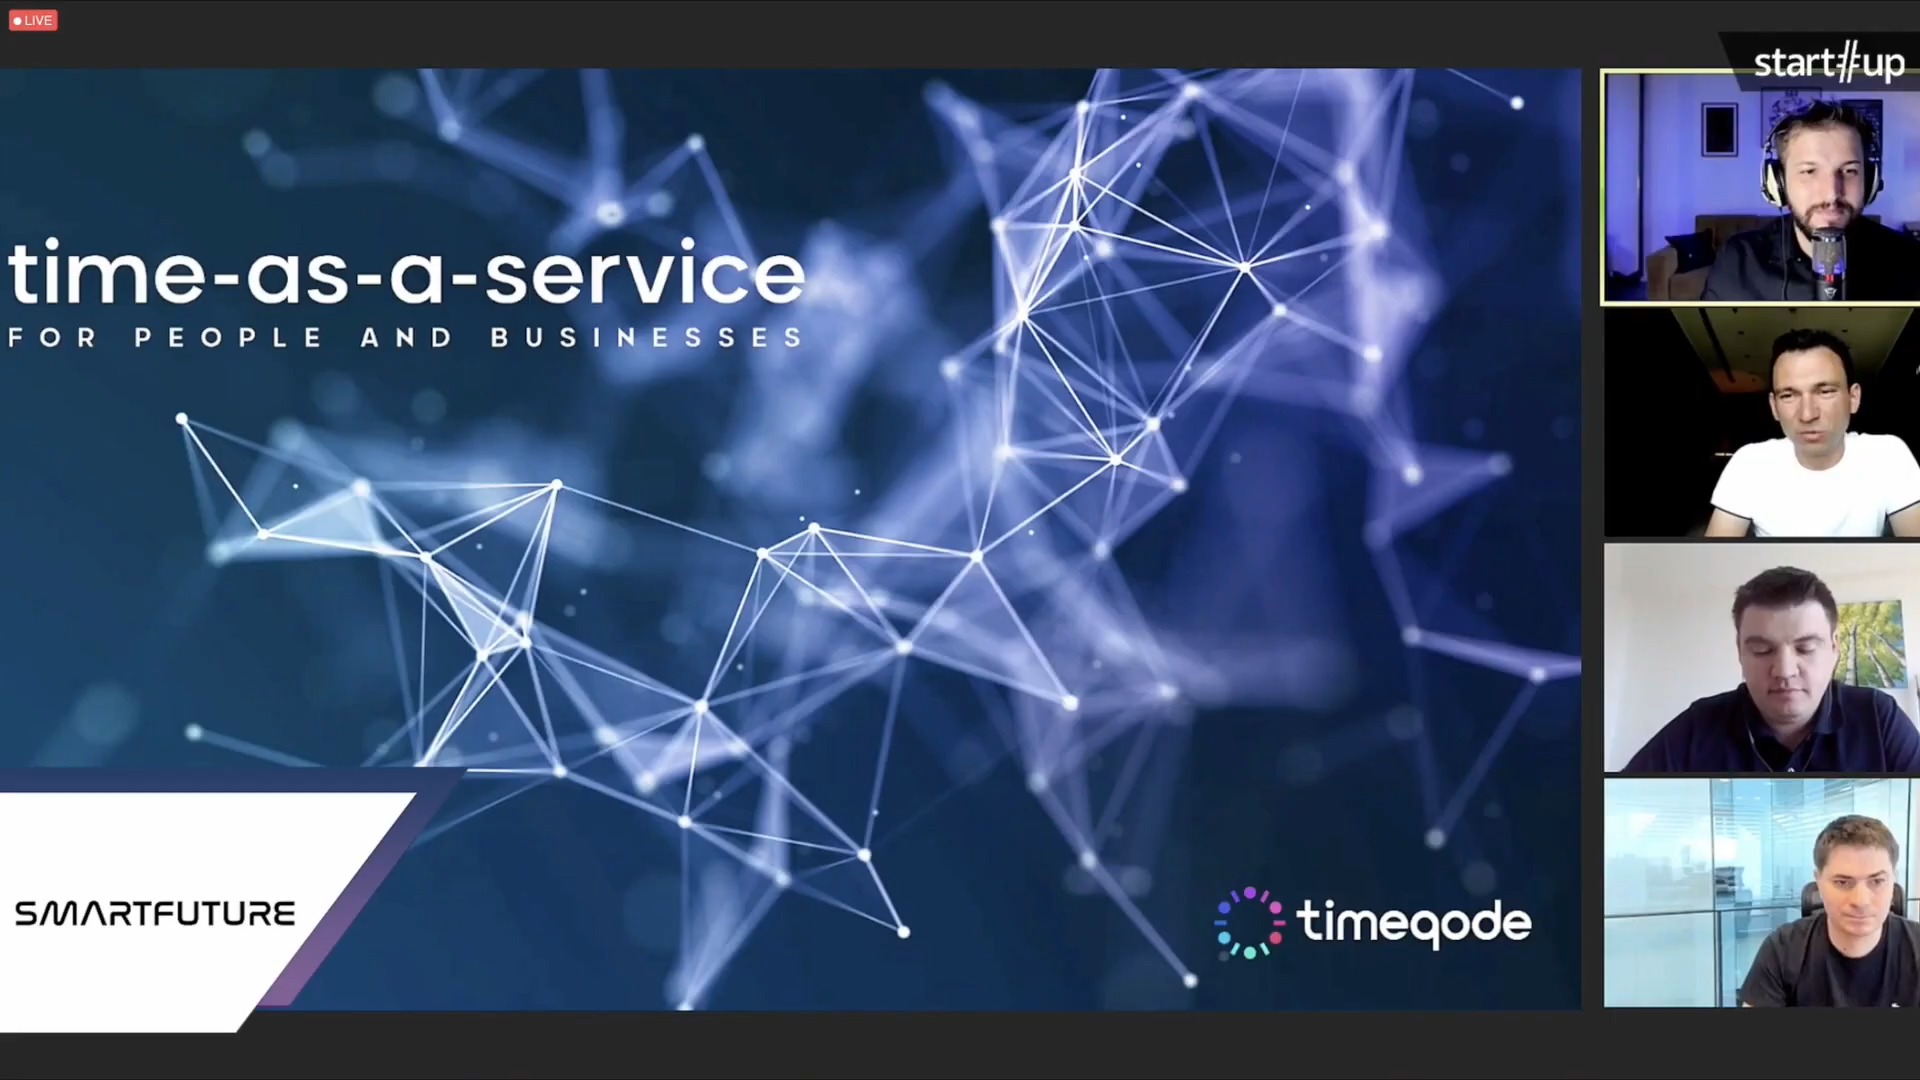 LIVE
start#up
time-as-a-service
FOR PEOPLE AND BUSINESSES
SMARTFUTURE
timeqode